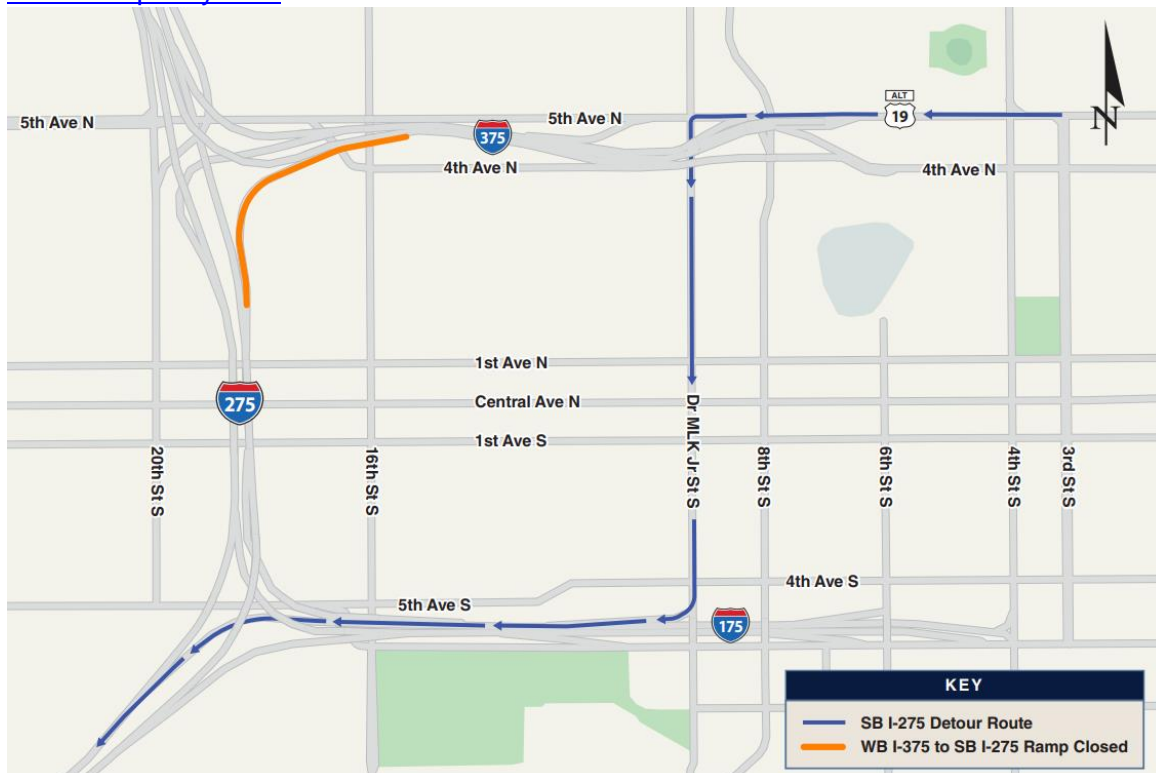 5th Ave N
375
5th Ave N
ALT
19
N
4th Ave N
4th Ave N
1st Ave N
275
Central Ave N
1st Ave S
20th St S
16th St S
Dr MLK Jr St S
8th St S
6th St S
4th St S
3rd St S
4th Ave S
5th Ave S
175
KEY
SB I-275 Detour Route
WB I-375 to SB I-275 Ramp Closed